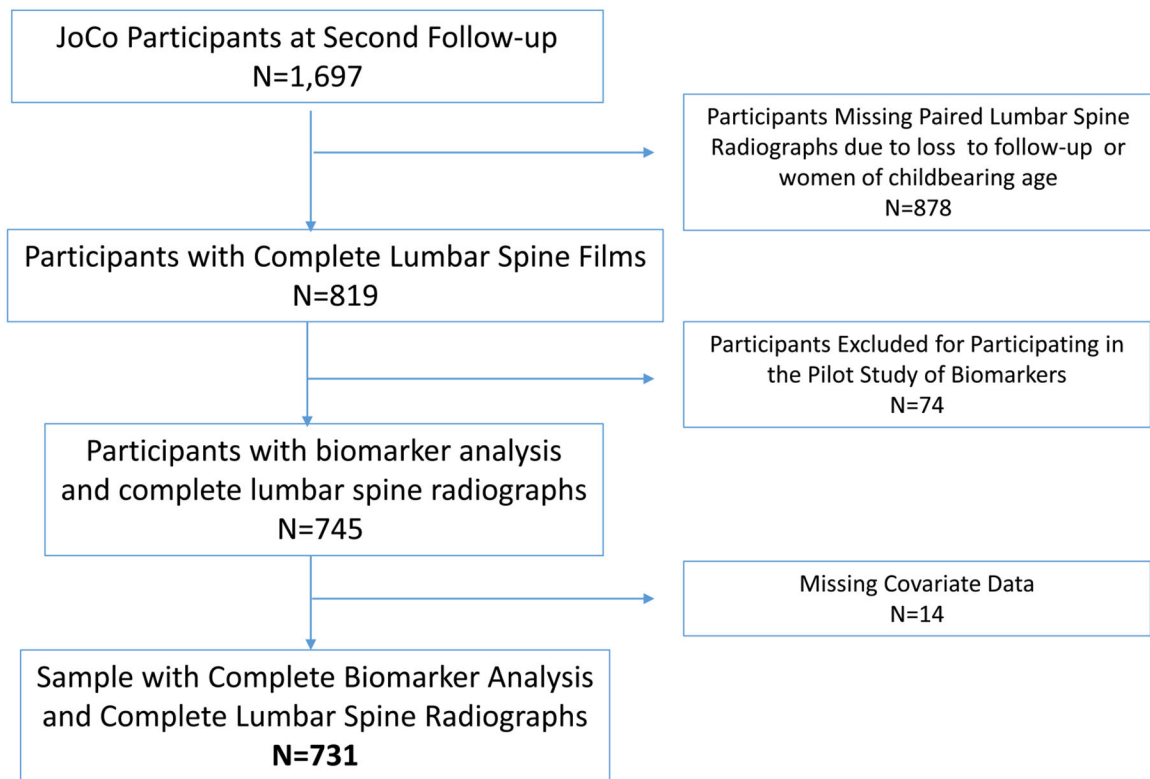 JoCo Participants at Second Follow-up
N=1,697
Participants Missing Paired Lumbar Spine
Radiographs due to loss to follow-up or
women of childbearing age
N=878
Participants with Complete Lumbar Spine Films
N=819
Participants Excluded for Participating in
the Pilot Study of Biomarkers
N=74
Participants with biomarker analysis
and complete lumbar spine radiographs
N=745
Missing Covariate Data
N=14
Sample with Complete Biomarker Analysis
and Complete Lumbar Spine Radiographs
N=731